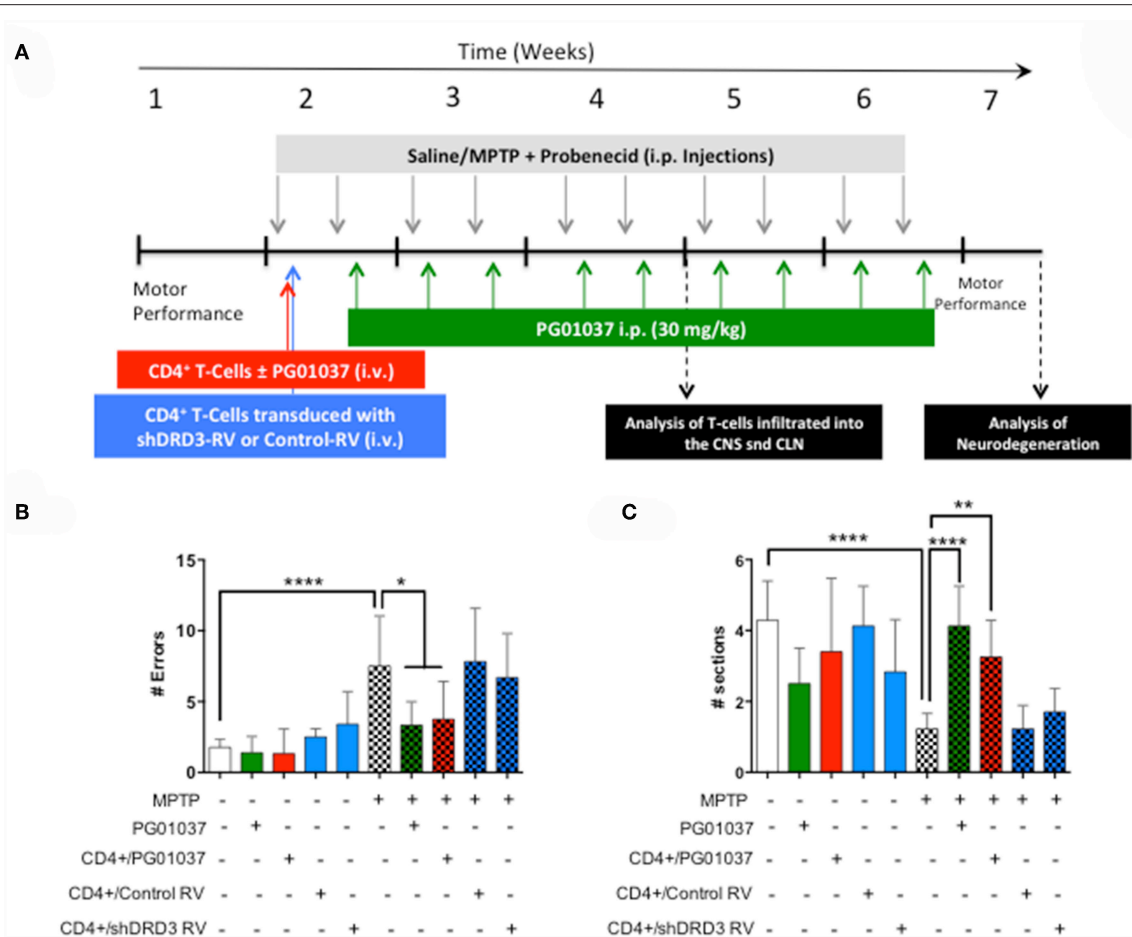 A
Time (Weeks)
1 2 3 4 5 6 7
Saline/MPTP + Probenecid (i.p. Injections)
Motor
Performance
Motor
Performance
PG01037 i.p. (30 mg/kg)
CD4+ T-Cells ± PG01037 (i.v.)
CD4+ T-Cells transduced with
shDRD3-RV or Control-RV (i.v.)
Analysis of T-cells infiltrated into
the CNS snd CLN
Analysis of
Neurodegeneration
B
# Errors
15
10
5
0
****
*
MPTP - - - - - + + + + +
PG01037 - + - - - - + - - -
CD4+/PG01037 - - + - - - - + - -
CD4+/Control RV - - - + - - - - + -
CD4+/shDRD3 RV - - - - + - - - - +
C
# sections
6
4
2
0
****
****
**
MPTP - - - - - + + + + +
PG01037 - + - - - - + - - -
CD4+/PG01037 - - + - - - - + - -
CD4+/Control RV - - - + - - - - + -
CD4+/shDRD3 RV - - - - + - - - - +